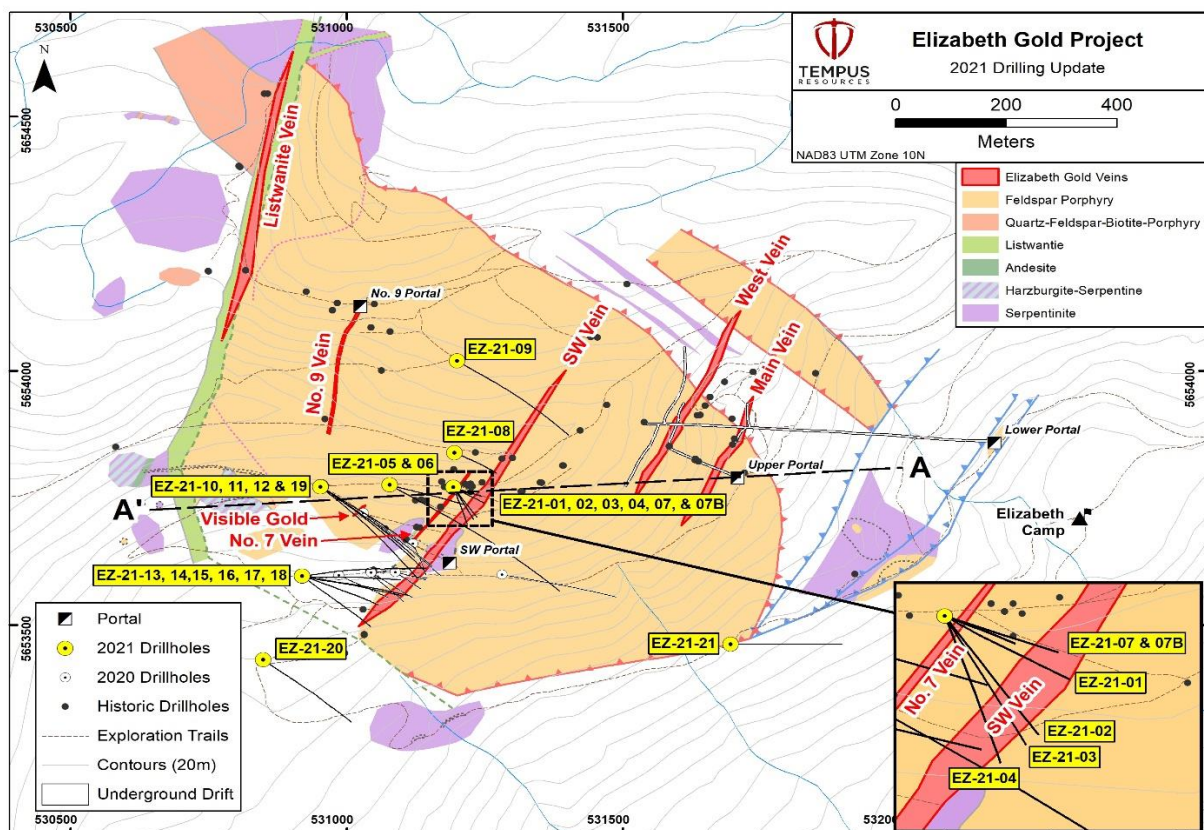 530500
531000
531500
N
TEMPUS
RESOURCES
Elizabeth Gold Project
2021 Drilling Update
0 200 400
Meters
NAD83 UTM Zone 10N
Elizabeth Gold Veins
Feldspar Porphyry
Quartz-Feldspar-Biotite-Porphyry
Listwantie
Andesite
Harzburgite-Serpentine
Serpentinite
5654500
Listwanite Vein
No. 9 Portal
No. 9 Vein
EZ-21-09
SW Vein
West Vein
Main Vein
5654000
5654000
EZ-21-08
EZ-21-05 & 06
EZ-21-10, 11, 12 & 19
A'
Visible Gold
No. 7 Vein
SW Portal
EZ-21-01, 02, 03, 04, 07, & 07B
Upper Portal
Lower Portal
A
Elizabeth
Camp
EZ-21-13, 14,15, 16, 17, 18
EZ-21-20
EZ-21-21
5653500
Portal
2021 Drillholes
2020 Drillholes
Historic Drillholes
Exploration Trails
Contours (20m)
Underground Drift
No. 7 Vein
SW Vein
EZ-21-07 & 07B
EZ-21-01
EZ-21-02
EZ-21-03
EZ-21-04
530500
531000
531500